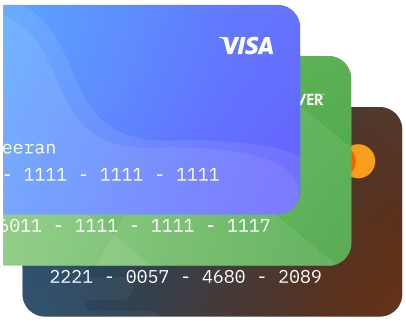 VISA
VER
eeran
- 1111 - 1111 - 1111
6011 - 1111 - 1111 - 1117
2221 - 0057 - 4680 - 2089